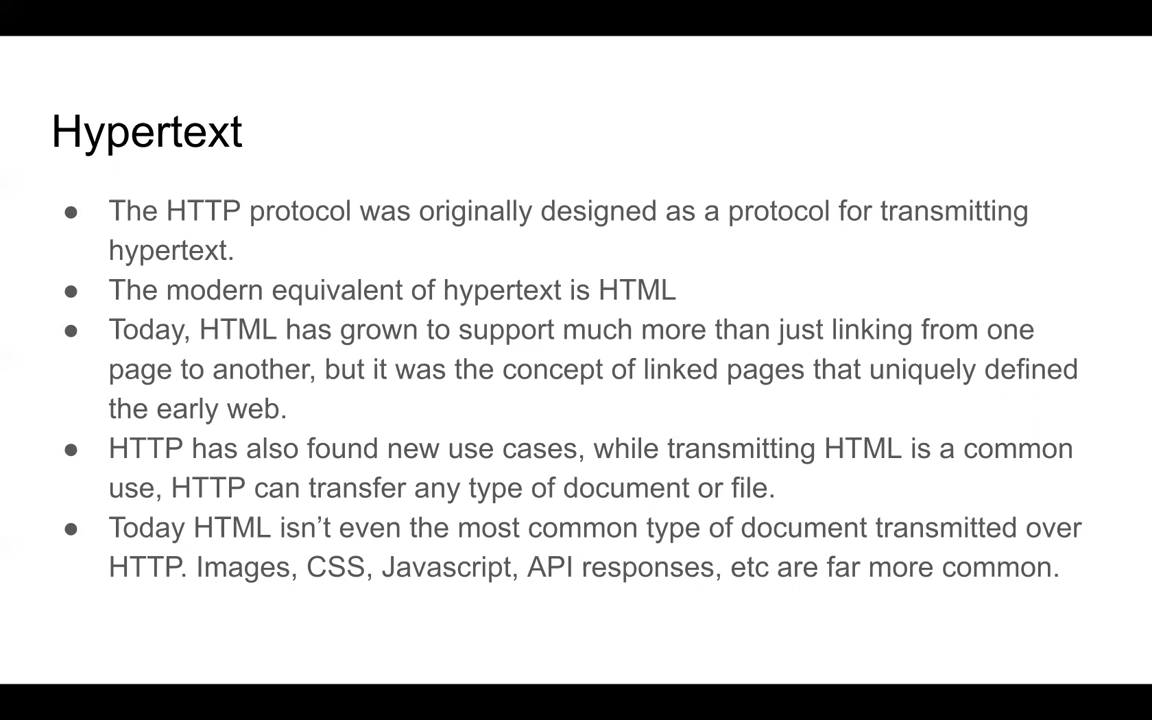 Hypertext
● The HTTP protocol was originally designed as a protocol for transmitting
hypertext.
● The modern equivalent of hypertext is HTML
● Today, HTML has grown to support much more than just linking from one
page to another, but it was the concept of linked pages that uniquely defined
the early web.
● HTTP has also found new use cases, while transmitting HTML is a common
use, HTTP can transfer any type of document or file.
● Today HTML isn’t even the most common type of document transmitted over
HTTP. Images, CSS, Javascript, API responses, etc are far more common.